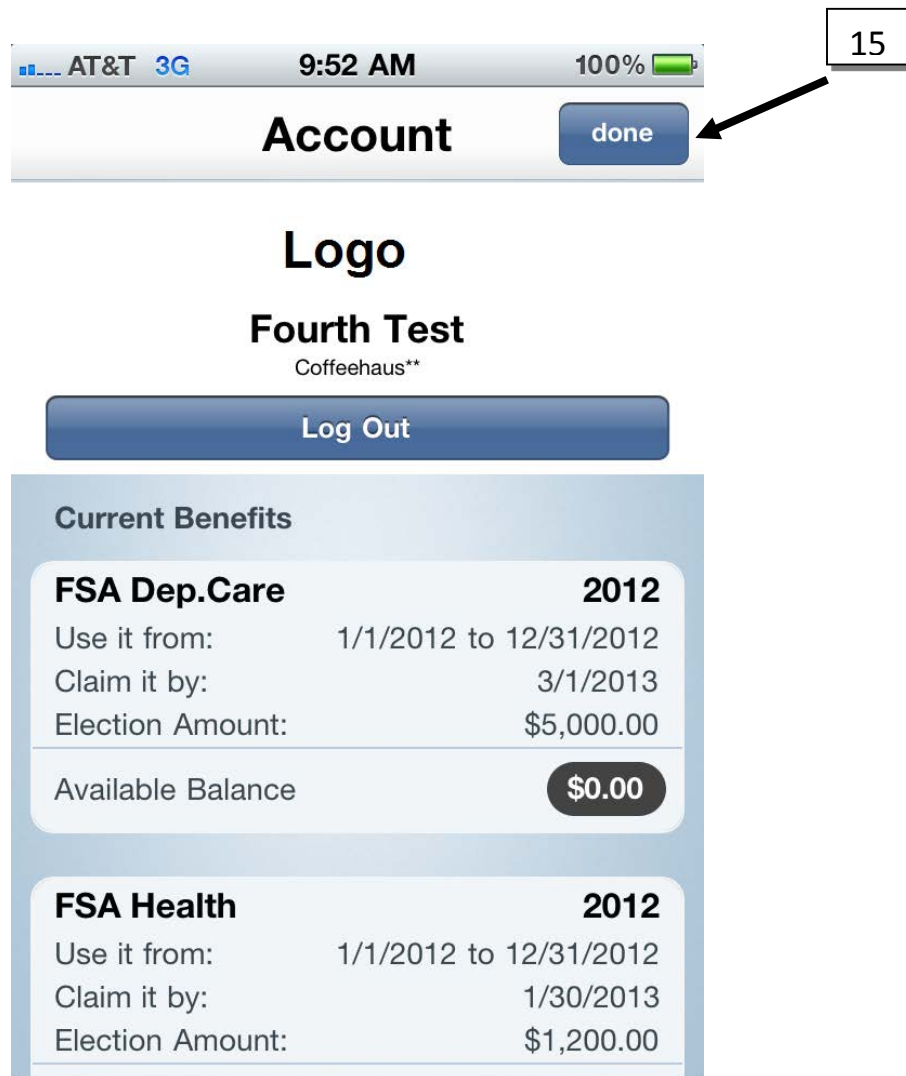 15
AT&T 3G 9:52 AM 100%
Account done
Logo
Fourth Test
Coffeehaus**
Log Out
Current Benefits
FSA Dep.Care 2012
Use it from: 1/1/2012 to 12/31/2012
Claim it by: 3/1/2013
Election Amount: $5,000.00
Available Balance $0.00
FSA Health 2012
Use it from: 1/1/2012 to 12/31/2012
Claim it by: 1/30/2013
Election Amount: $1,200.00